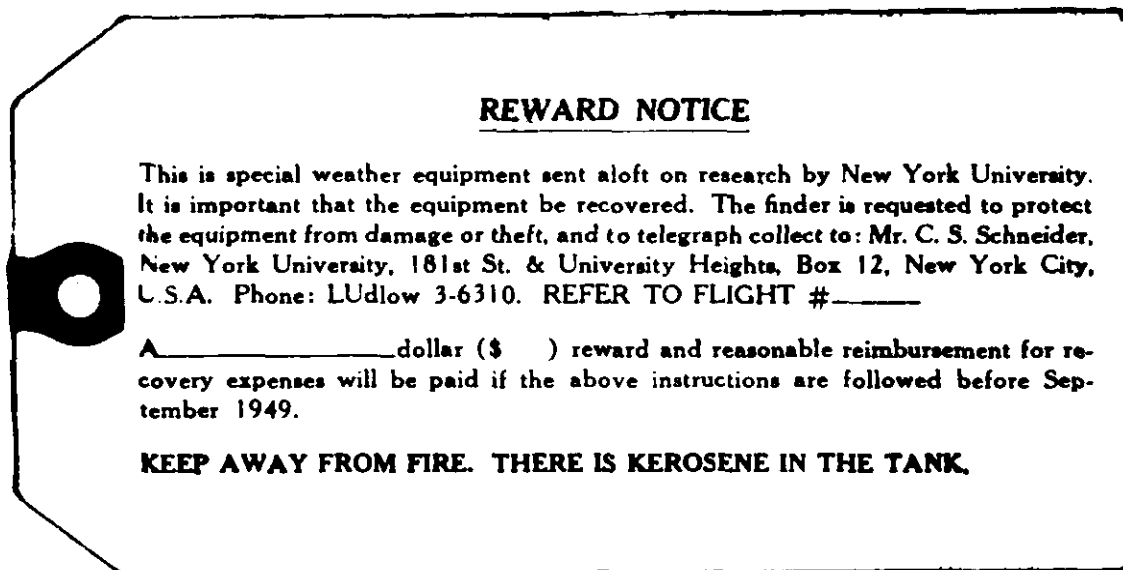 REWARD NOTICE
This is special weather equipment sent aloft on research by New York University.
It is important that the equipment be recovered. The finder is requested to protect
the equipment from damage or theft, and to telegraph collect to: Mr. C. S. Schneider,
New York University, 181st St. & University Heights, Box 12, New York City,
U.S.A. Phone: LUdlow 3-6310. REFER TO FLIGHT #______
A______________dollar ($ ) reward and reasonable reimbursement for re-
covery expenses will be paid if the above instructions are followed before Sep-
tember 1949.
KEEP AWAY FROM FIRE. THERE IS KEROSENE IN THE TANK.